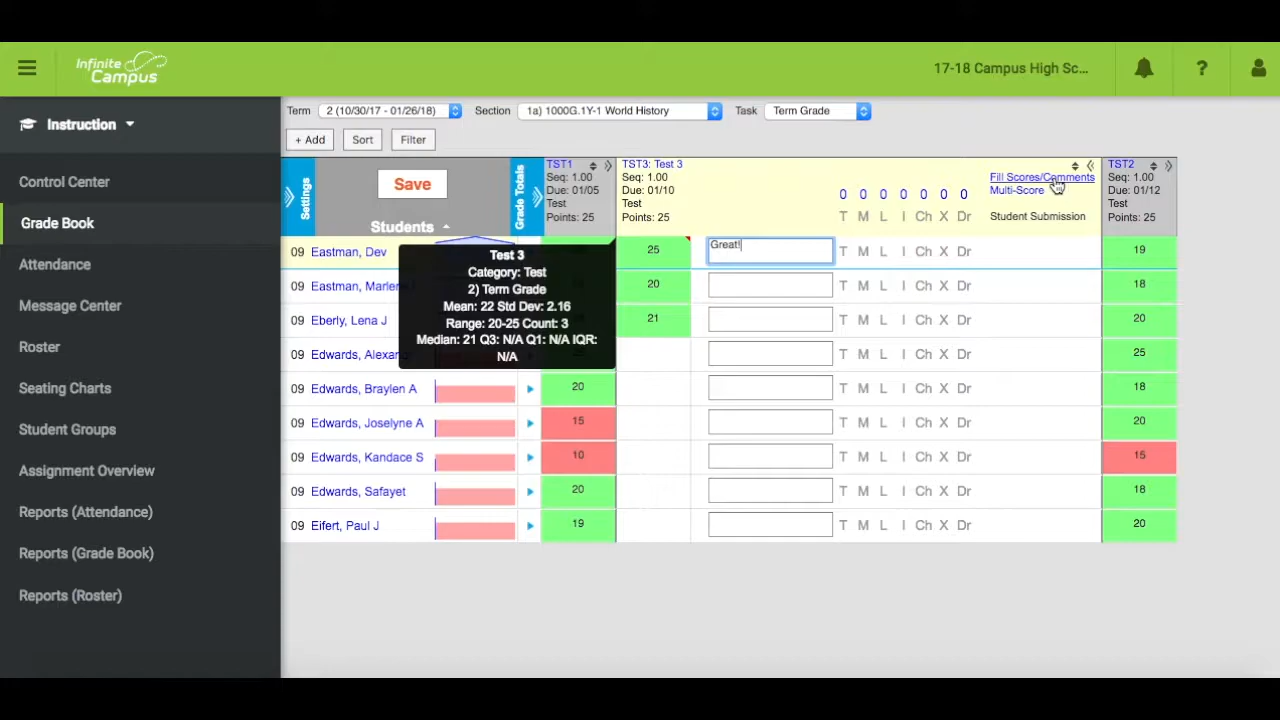 Infinite Campus
17-18 Campus High Sc...
?
Instruction
Control Center
Grade Book
Attendance
Message Center
Roster
Seating Charts
Student Groups
Assignment Overview
Reports (Attendance)
Reports (Grade Book)
Reports (Roster)
Term 2 (10/30/17 - 01/26/18) Section 1a) 1000G.1Y-1 World History Task Term Grade
+ Add Sort Filter
Settings
Save
Students
Grade Totals
TST1
Seq: 1.00
Due: 01/05
Test
Points: 25
TST3: Test 3
Seq: 1.00
Due: 01/10
Test
Points: 25
0 0 0 0 0 0 0
T M L I Ch X Dr
Fill Scores/Comments
Multi-Score
Student Submission
TST2
Seq: 1.00
Due: 01/12
Test
Points: 25
09 Eastman, Dev 25 Great! T M L I Ch X Dr 19
09 Eastman, Marlen 20 T M L I Ch X Dr 18
09 Eberly, Lena J 21 T M L I Ch X Dr 20
09 Edwards, Alexan T M L I Ch X Dr 25
09 Edwards, Braylen A 20 T M L I Ch X Dr 18
09 Edwards, Joselyne A 15 T M L I Ch X Dr 20
09 Edwards, Kandace S 10 T M L I Ch X Dr 15
09 Edwards, Safayet 20 T M L I Ch X Dr 18
09 Eifert, Paul J 19 T M L I Ch X Dr 20
Test 3
Category: Test
2) Term Grade
Mean: 22 Std Dev: 2.16
Range: 20-25 Count: 3
Median: 21 Q3: N/A Q1: N/A IQR:
N/A